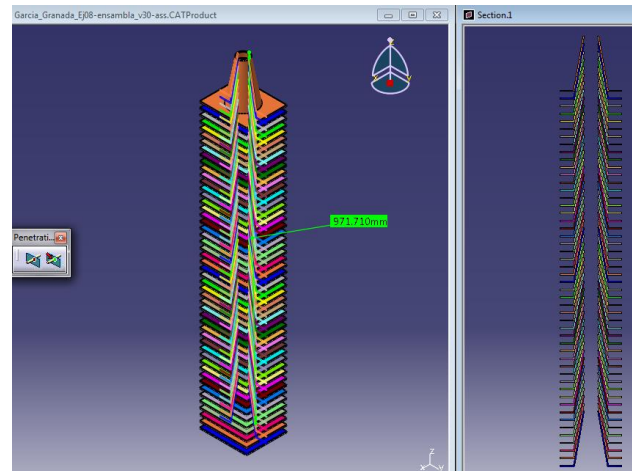 Garcia_Granada_Ej08-ensambla_v30-ass.CATProduct
Section.1
971.710mm
Penetrati...
z
x
y